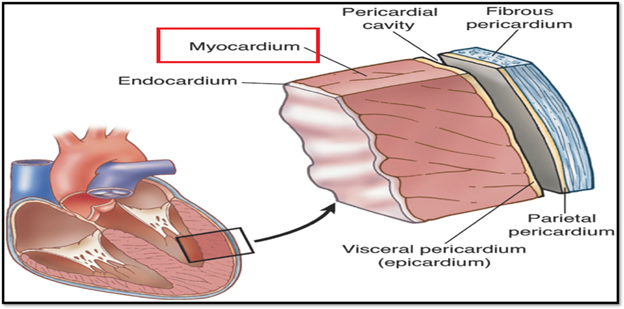 Pericardial
cavity
Fibrous
pericardium
Myocardium
Endocardium
Parietal
pericardium
Visceral pericardium
(epicardium)